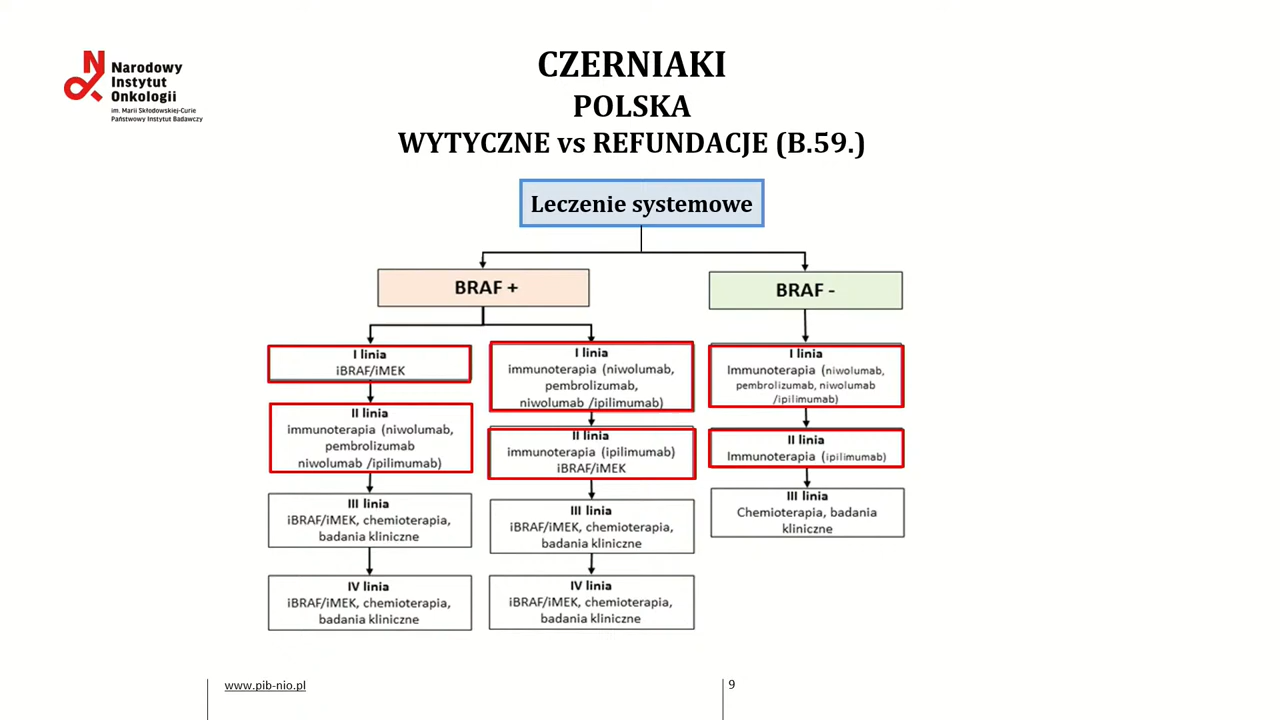 Narodowy
Instytut
Onkologii
im. Marii Skłodowskiej-Curie
Państwowy Instytut Badawczy
CZERNIAKI
POLSKA
WYTYCZNE vs REFUNDACJE (B.59.)
Leczenie systemowe
BRAF +
BRAF -
I linia
iBRAF/iMEK
II linia
immunoterapia (niwolumab,
pembrolizumab
niwolumab /ipilimumab)
III linia
iBRAF/iMEK, chemioterapia,
badania kliniczne
IV linia
iBRAF/iMEK, chemioterapia,
badania kliniczne
I linia
immunoterapia (niwolumab,
pembrolizumab,
niwolumab /ipilimumab)
II linia
immunoterapia (ipilimumab)
iBRAF/iMEK
III linia
iBRAF/iMEK, chemioterapia,
badania kliniczne
IV linia
iBRAF/iMEK, chemioterapia,
badania kliniczne
I linia
Immunoterapia (niwolumab,
pembrolizumab, niwolumab
/ipilimumab)
II linia
Immunoterapia (ipilimumab)
III linia
Chemioterapia, badania
kliniczne
www.pib-nio.pl
9